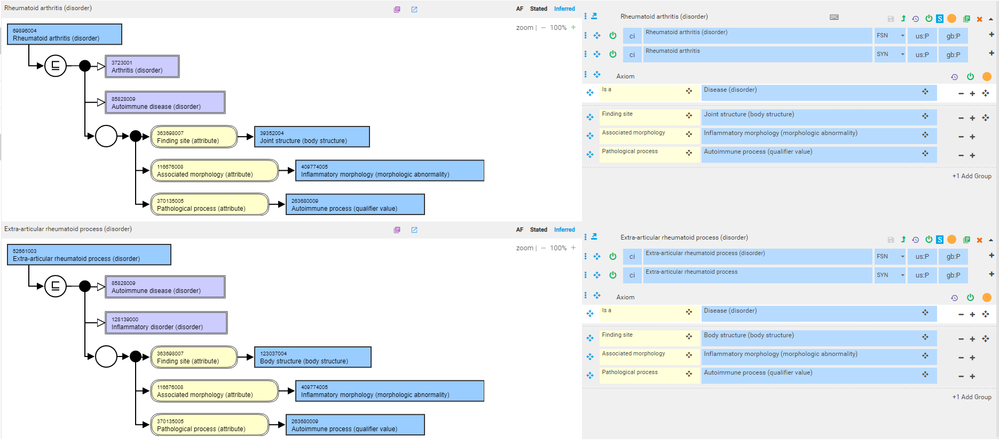 Rheumatoid arthritis (disorder)
AF Stated Inferred
zoom | − 100% +
69896004
Rheumatoid arthritis (disorder)
3723001
Arthritis (disorder)
85828009
Autoimmune disease (disorder)
363698007
Finding site (attribute)
39352004
Joint structure (body structure)
116676008
Associated morphology (attribute)
409774005
Inflammatory morphology (morphologic abnormality)
370135005
Pathological process (attribute)
263680009
Autoimmune process (qualifier value)
Rheumatoid arthritis (disorder)
S
ci Rheumatoid arthritis (disorder) FSN us:P gb:P +
ci Rheumatoid arthritis SYN us:P gb:P +
Axiom
Is a Disease (disorder) − +
Finding site Joint structure (body structure) − +
Associated morphology Inflammatory morphology (morphologic abnormality) − +
Pathological process Autoimmune process (qualifier value) − +
+1 Add Group
Extra-articular rheumatoid process (disorder)
AF Stated Inferred
zoom | − 100% +
52661003
Extra-articular rheumatoid process (disorder)
85828009
Autoimmune disease (disorder)
128139000
Inflammatory disorder (disorder)
363698007
Finding site (attribute)
123037004
Body structure (body structure)
116676008
Associated morphology (attribute)
409774005
Inflammatory morphology (morphologic abnormality)
370135005
Pathological process (attribute)
263680009
Autoimmune process (qualifier value)
Extra-articular rheumatoid process (disorder)
S
ci Extra-articular rheumatoid process (disorder) FSN us:P gb:P +
ci Extra-articular rheumatoid process SYN us:P gb:P +
Axiom
Is a Disease (disorder) − +
Finding site Body structure (body structure) − +
Associated morphology Inflammatory morphology (morphologic abnormality) − +
Pathological process Autoimmune process (qualifier value) − +
+1 Add Group